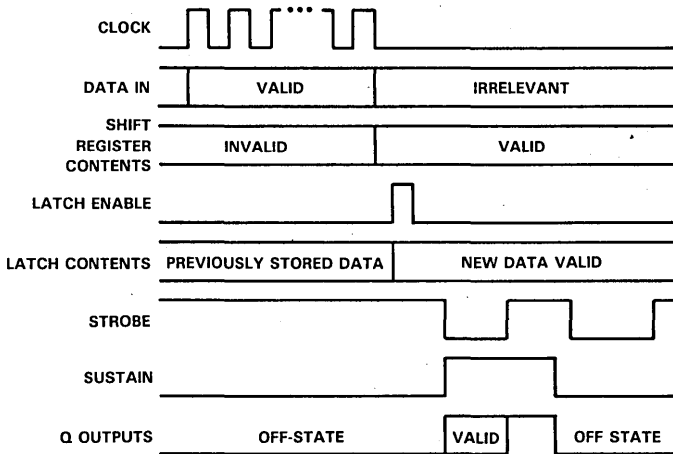 CLOCK
DATA IN VALID IRRELEVANT
SHIFT
REGISTER INVALID VALID
CONTENTS
LATCH ENABLE
LATCH CONTENTS PREVIOUSLY STORED DATA NEW DATA VALID
STROBE
SUSTAIN
Q OUTPUTS OFF-STATE VALID OFF STATE